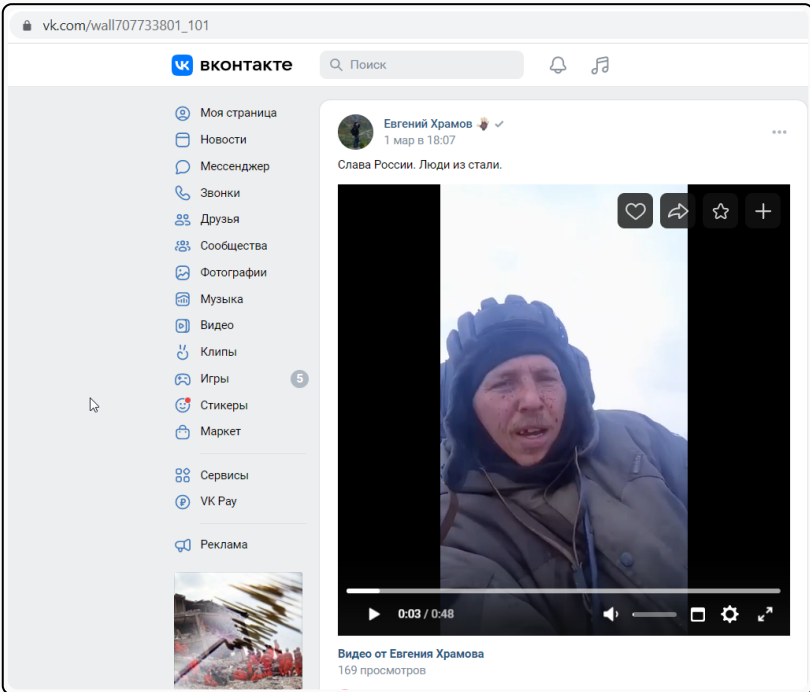 vk.com/wall707733801_101
вконтакте
Поиск
Моя страница
Новости
Мессенджер
Звонки
Друзья
Сообщества
Фотографии
Музыка
Видео
Клипы
Игры 5
Стикеры
Маркет
Сервисы
VK Pay
Реклама
Евгений Храмов
1 мар в 18:07
Слава России. Люди из стали.
0:03 / 0:48
Видео от Евгения Храмова
169 просмотров